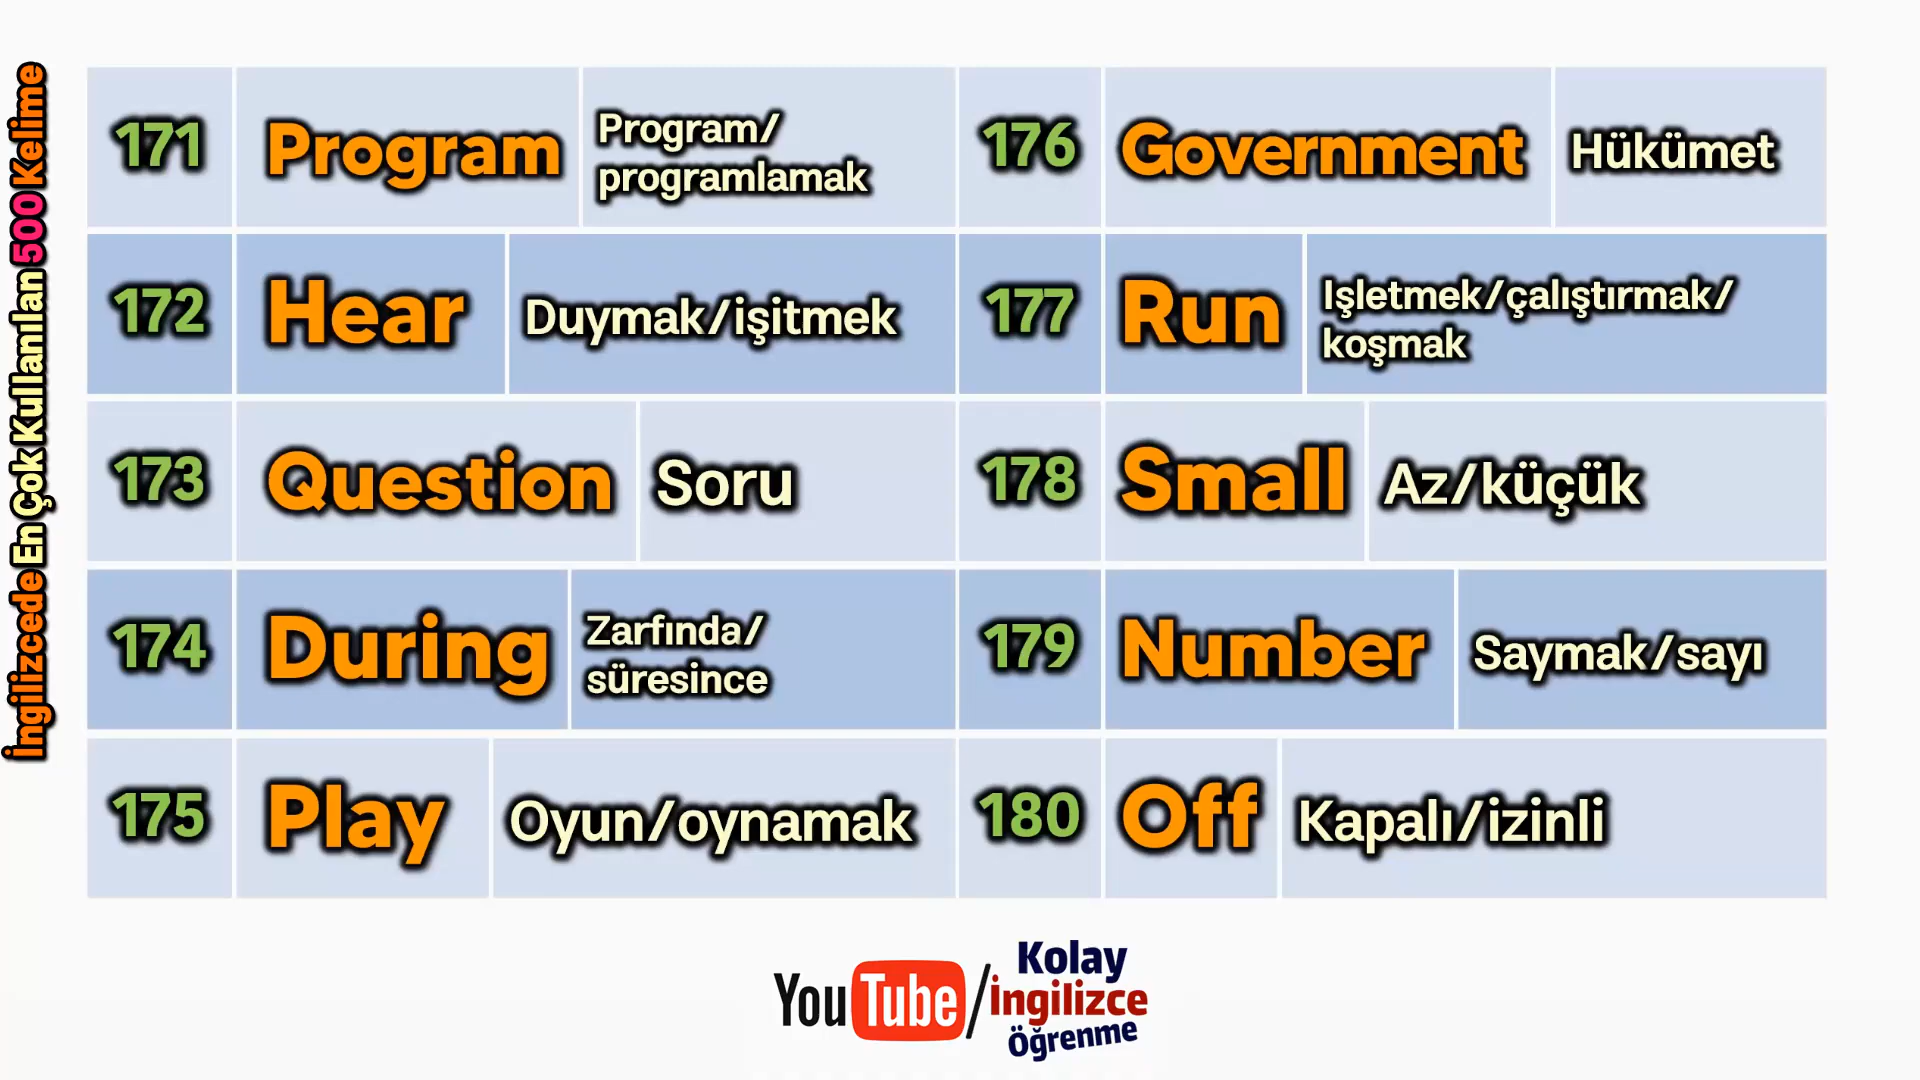 İngilizcede En Çok Kullanılan 500 Kelime
171 Program Program/
programlamak
172 Hear Duymak/işitmek
173 Question Soru
174 During Zarfında/
süresince
175 Play Oyun/oynamak
176 Government Hükümet
177 Run Işletmek/çalıştırmak/
koşmak
178 Small Az/küçük
179 Number Saymak/sayı
180 Off Kapalı/izinli
YouTube/Kolay
İngilizce
Öğrenme